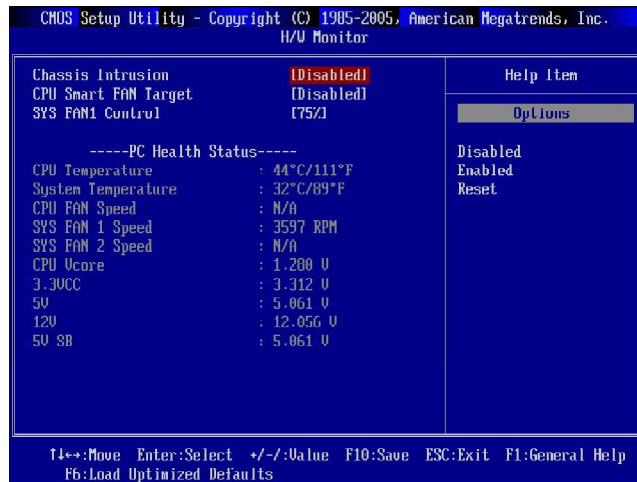 CMOS Setup Utility - Copyright (C) 1985-2005, American Megatrends, Inc.
H/W Monitor
Chassis Intrusion [Disabled]
CPU Smart FAN Target [Disabled]
SYS FAN1 Control [75%]
-----PC Health Status-----
CPU Temperature : 44°C/111°F
System Temperature : 32°C/89°F
CPU FAN Speed : N/A
SYS FAN 1 Speed : 3597 RPM
SYS FAN 2 Speed : N/A
CPU Vcore : 1.280 V
3.3VCC : 3.312 V
5V : 5.061 V
12V : 12.056 V
5V SB : 5.061 V
Help Item
Options
Disabled
Enabled
Reset
↑↓←→:Move Enter:Select +/-/:Value F10:Save ESC:Exit F1:General Help
F6:Load Optimized Defaults